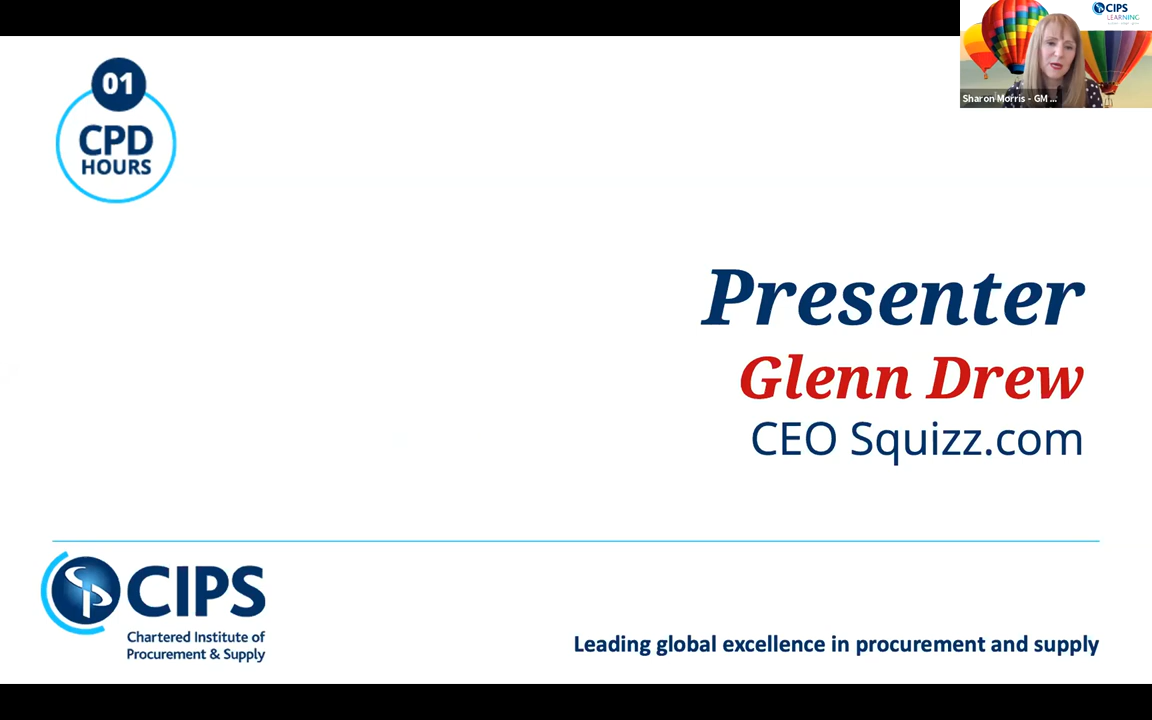 CIPS
LEARNING
Sharon Morris - GM ...
01
CPD
HOURS
Presenter
Glenn Drew
CEO Squizz.com
CIPS
Chartered Institute of
Procurement & Supply
Leading global excellence in procurement and supply